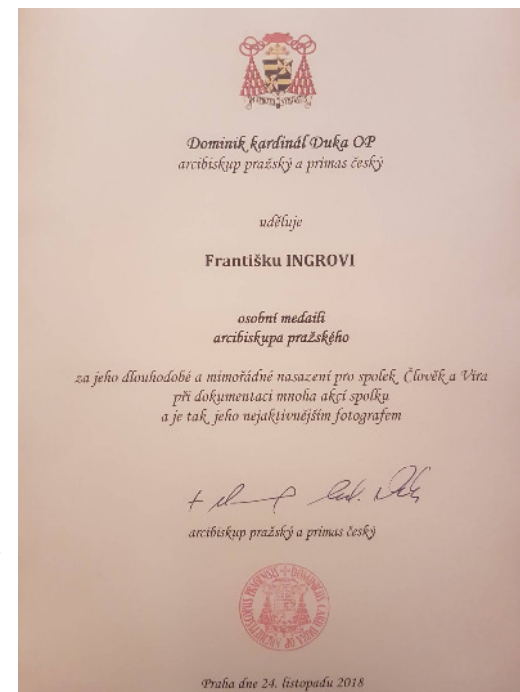 Dominik kardinál Duka OP
arcibiskup pražský a primas český
uděluje
Františku INGROVI
osobní medaili
arcibiskupa pražského
za jeho dlouhodobé a mimořádné nasazení pro spolek Člověk a Víra
při dokumentaci mnoha akcí spolku
a je tak jeho nejaktivnějším fotografem
arcibiskup pražský a primas český
Praha dne 24. listopadu 2018